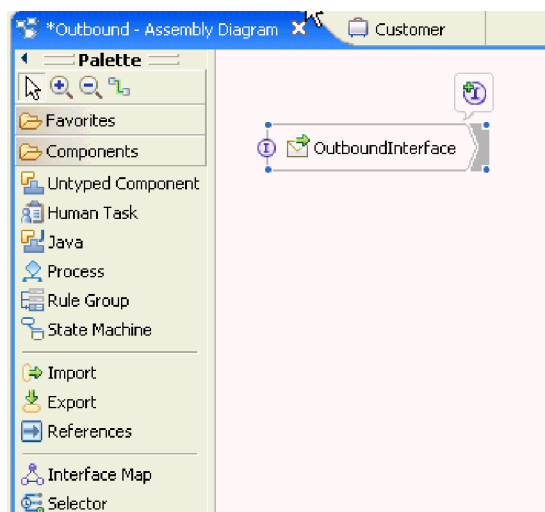 *Outbound - Assembly Diagram
Customer
Palette
Favorites
Components
Untyped Component
Human Task
Java
Process
Rule Group
State Machine
Import
Export
References
Interface Map
Selector
I
OutboundInterface
I